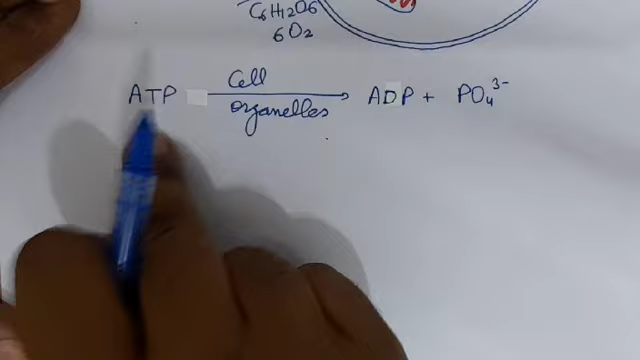 C6H12O6
6O2
ATP Cell organelles → ADP + PO4 3-